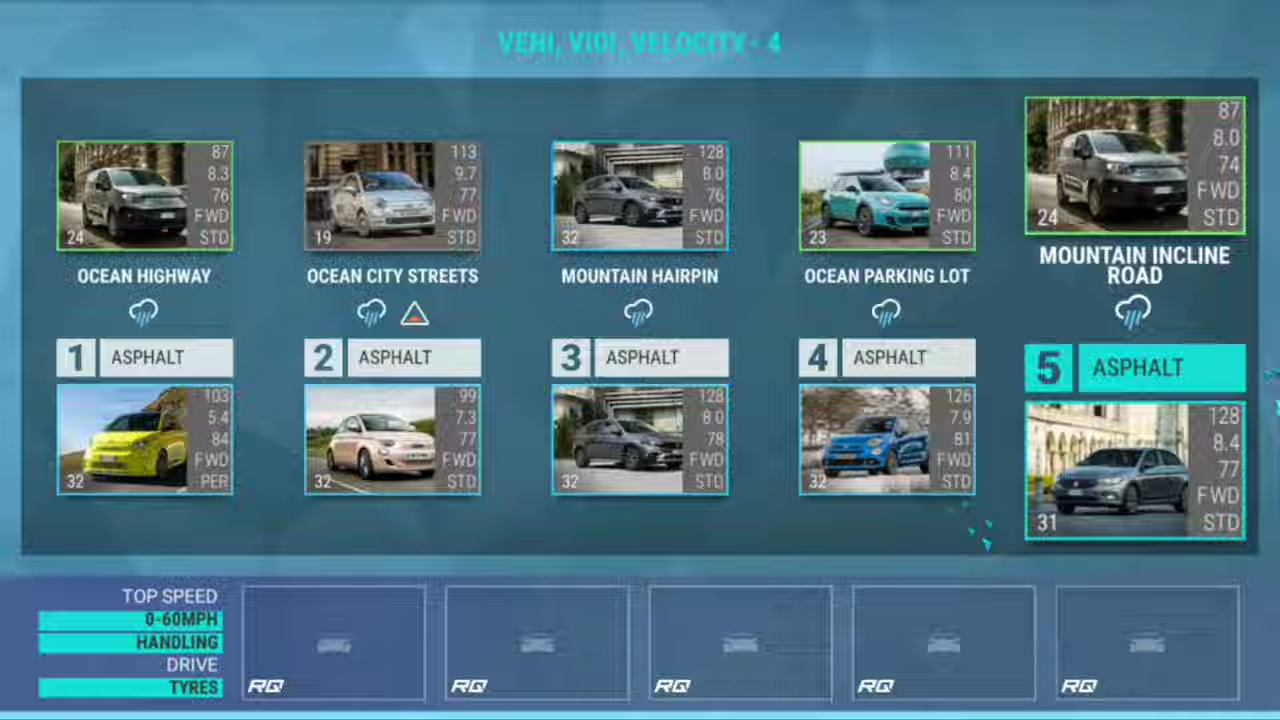 VENI, VIDI, VELOCITY - 4
87
8.3
76
FWD
STD
24
OCEAN HIGHWAY
1 ASPHALT
103
5.4
84
FWD
PER
32
113
9.7
77
FWD
STD
19
OCEAN CITY STREETS
2 ASPHALT
99
7.3
77
FWD
STD
32
128
8.0
76
FWD
STD
32
MOUNTAIN HAIRPIN
3 ASPHALT
128
8.0
78
FWD
STD
32
111
8.4
80
FWD
STD
23
OCEAN PARKING LOT
4 ASPHALT
126
7.9
81
FWD
STD
32
87
8.0
74
FWD
STD
24
MOUNTAIN INCLINE
ROAD
5 ASPHALT
128
8.4
77
FWD
STD
31
TOP SPEED
0-60MPH
HANDLING
DRIVE
TYRES
RQ
RQ
RQ
RQ
RQ